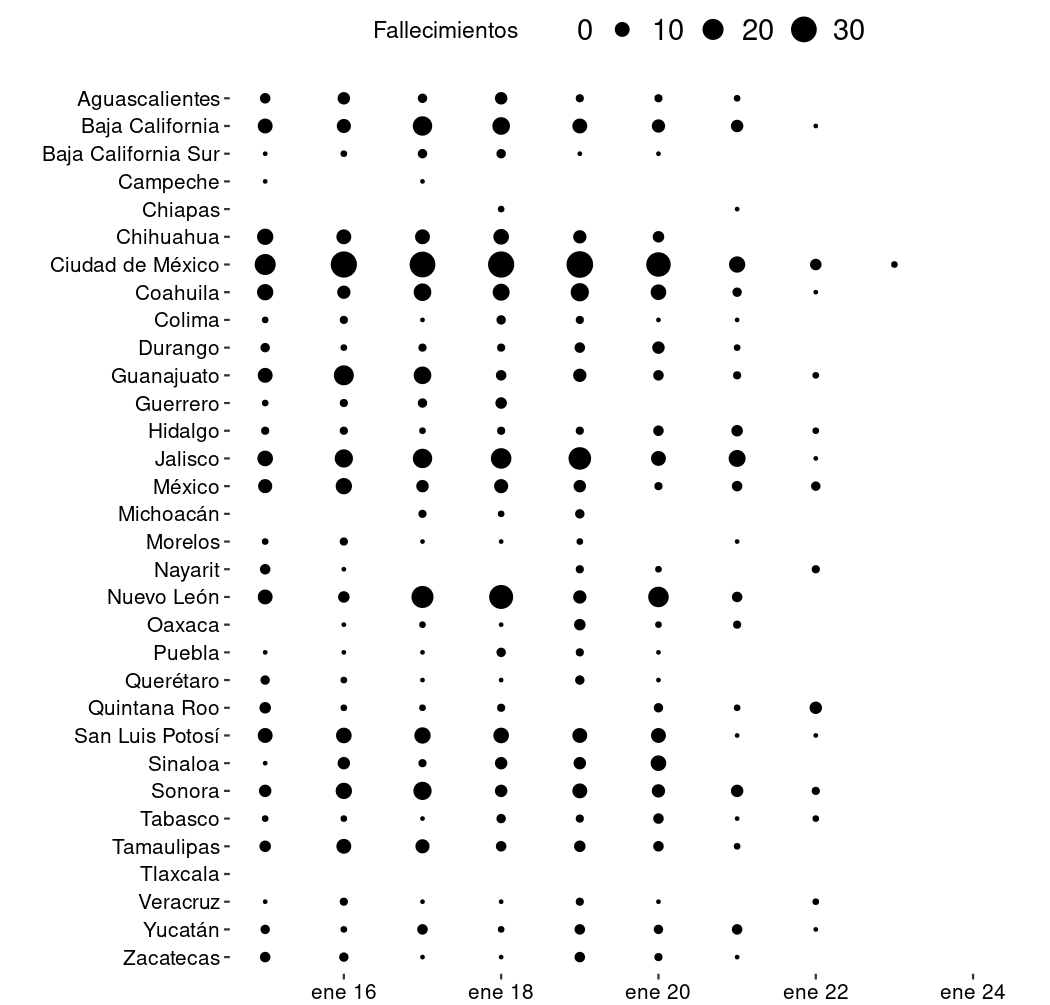 Fallecimientos 0 10 20 30
Aguascalientes
Baja California
Baja California Sur
Campeche
Chiapas
Chihuahua
Ciudad de México
Coahuila
Colima
Durango
Guanajuato
Guerrero
Hidalgo
Jalisco
México
Michoacán
Morelos
Nayarit
Nuevo León
Oaxaca
Puebla
Querétaro
Quintana Roo
San Luis Potosí
Sinaloa
Sonora
Tabasco
Tamaulipas
Tlaxcala
Veracruz
Yucatán
Zacatecas
ene 16 ene 18 ene 20 ene 22 ene 24